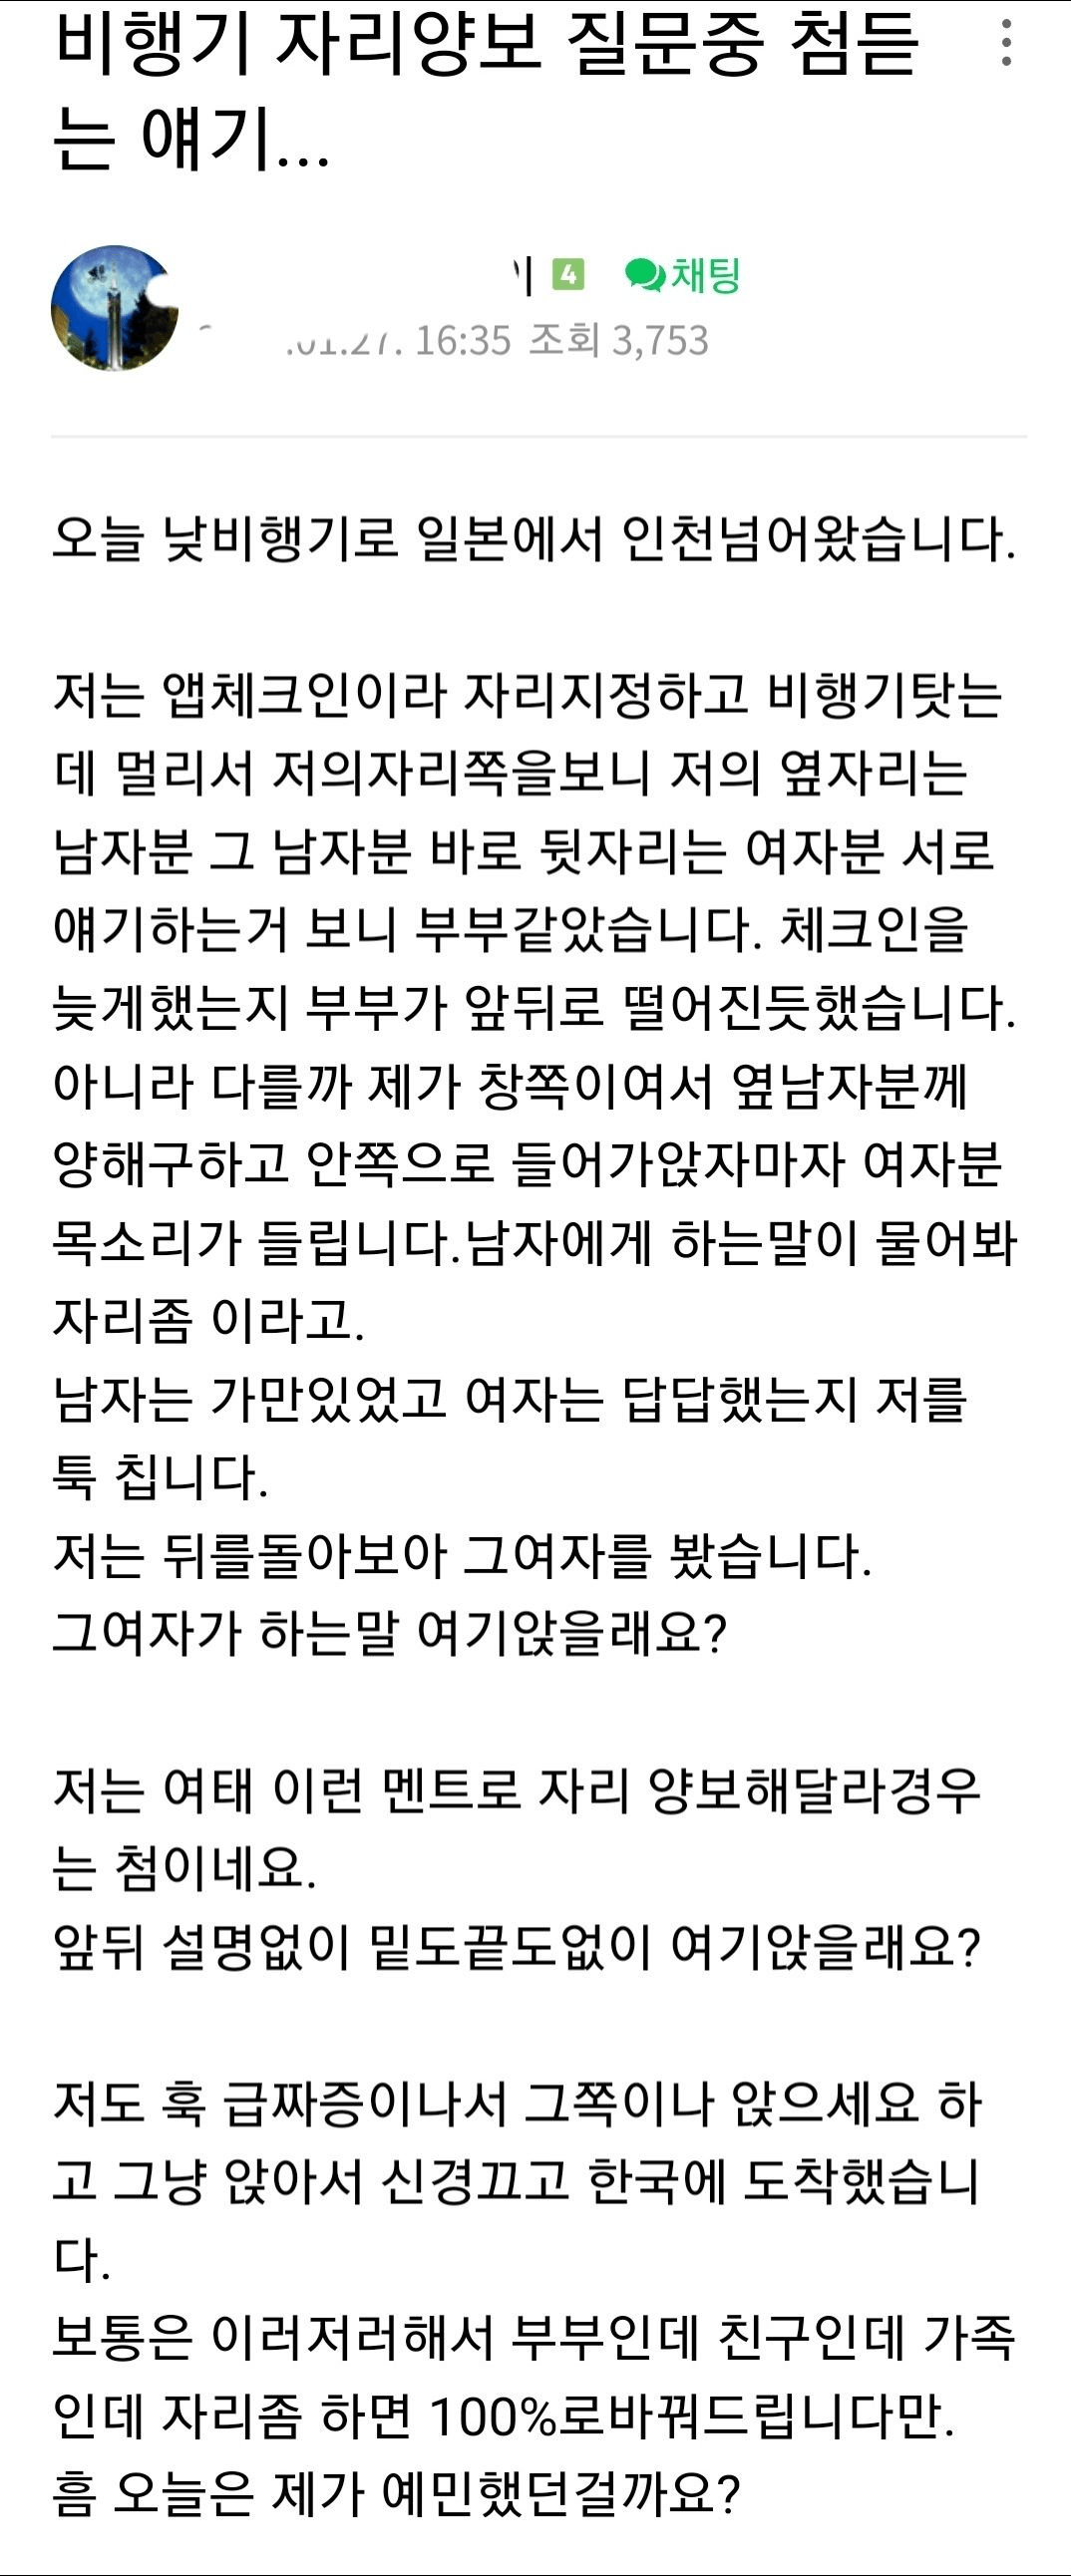 비행기 자리양보 질문중 첨듣
는 얘기...
4 채팅
.01.27. 16:35 조회 3,753
오늘 낮비행기로 일본에서 인천넘어왔습니다.
저는 앱체크인이라 자리지정하고 비행기탓는
데 멀리서 저의자리쪽을보니 저의 옆자리는
남자분 그 남자분 바로 뒷자리는 여자분 서로
얘기하는거 보니 부부같았습니다. 체크인을
늦게했는지 부부가 앞뒤로 떨어진듯했습니다.
아니라 다를까 제가 창쪽이여서 옆남자분께
양해구하고 안쪽으로 들어가앉자마자 여자분
목소리가 들립니다.남자에게 하는말이 물어봐
자리좀 이라고.
남자는 가만있었고 여자는 답답했는지 저를
툭 칩니다.
저는 뒤를돌아보아 그여자를 봤습니다.
그여자가 하는말 여기앉을래요?
저는 여태 이런 멘트로 자리 양보해달라경우
는 첨이네요.
앞뒤 설명없이 밑도끝도없이 여기앉을래요?
저도 훅 급짜증이나서 그쪽이나 앉으세요 하
고 그냥 앉아서 신경끄고 한국에 도착했습니
다.
보통은 이러저러해서 부부인데 친구인데 가족
인데 자리좀 하면 100%로바꿔드립니다만.
흠 오늘은 제가 예민했던걸까요?